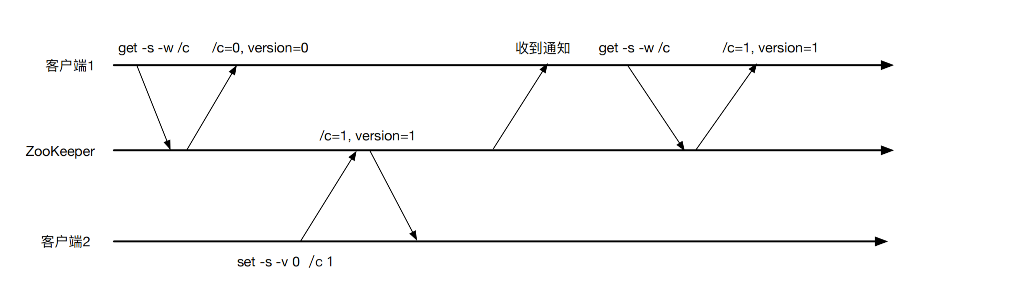 get -s -w /c /c=0, version=0 收到通知 get -s -w /c /c=1, version=1
客户端1
/c=1, version=1
ZooKeeper
客户端2
set -s -v 0 /c 1